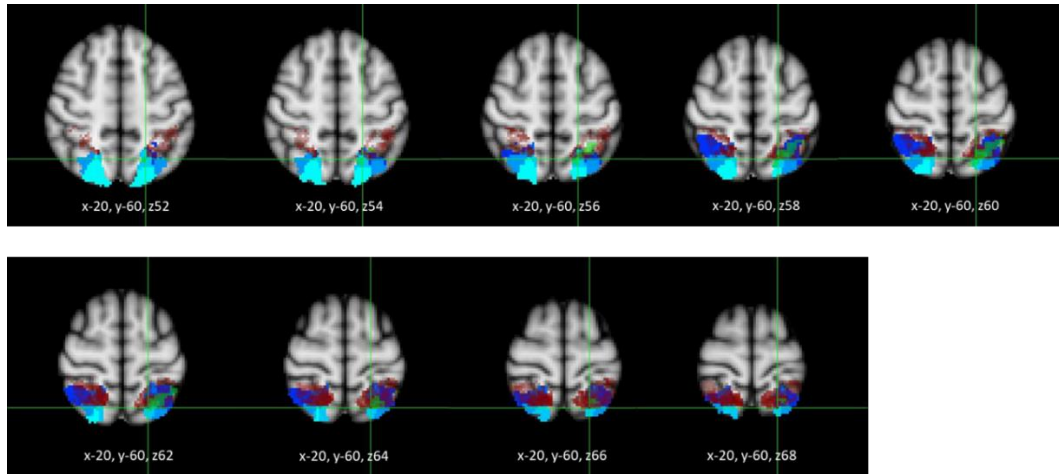 x-20, y-60, z52
x-20, y-60, z54
x-20, y-60, z56
x-20, y-60, z58
x-20, y-60, z60
x-20, y-60, z62
x-20, y-60, z64
x-20, y-60, z66
x-20, y-60, z68